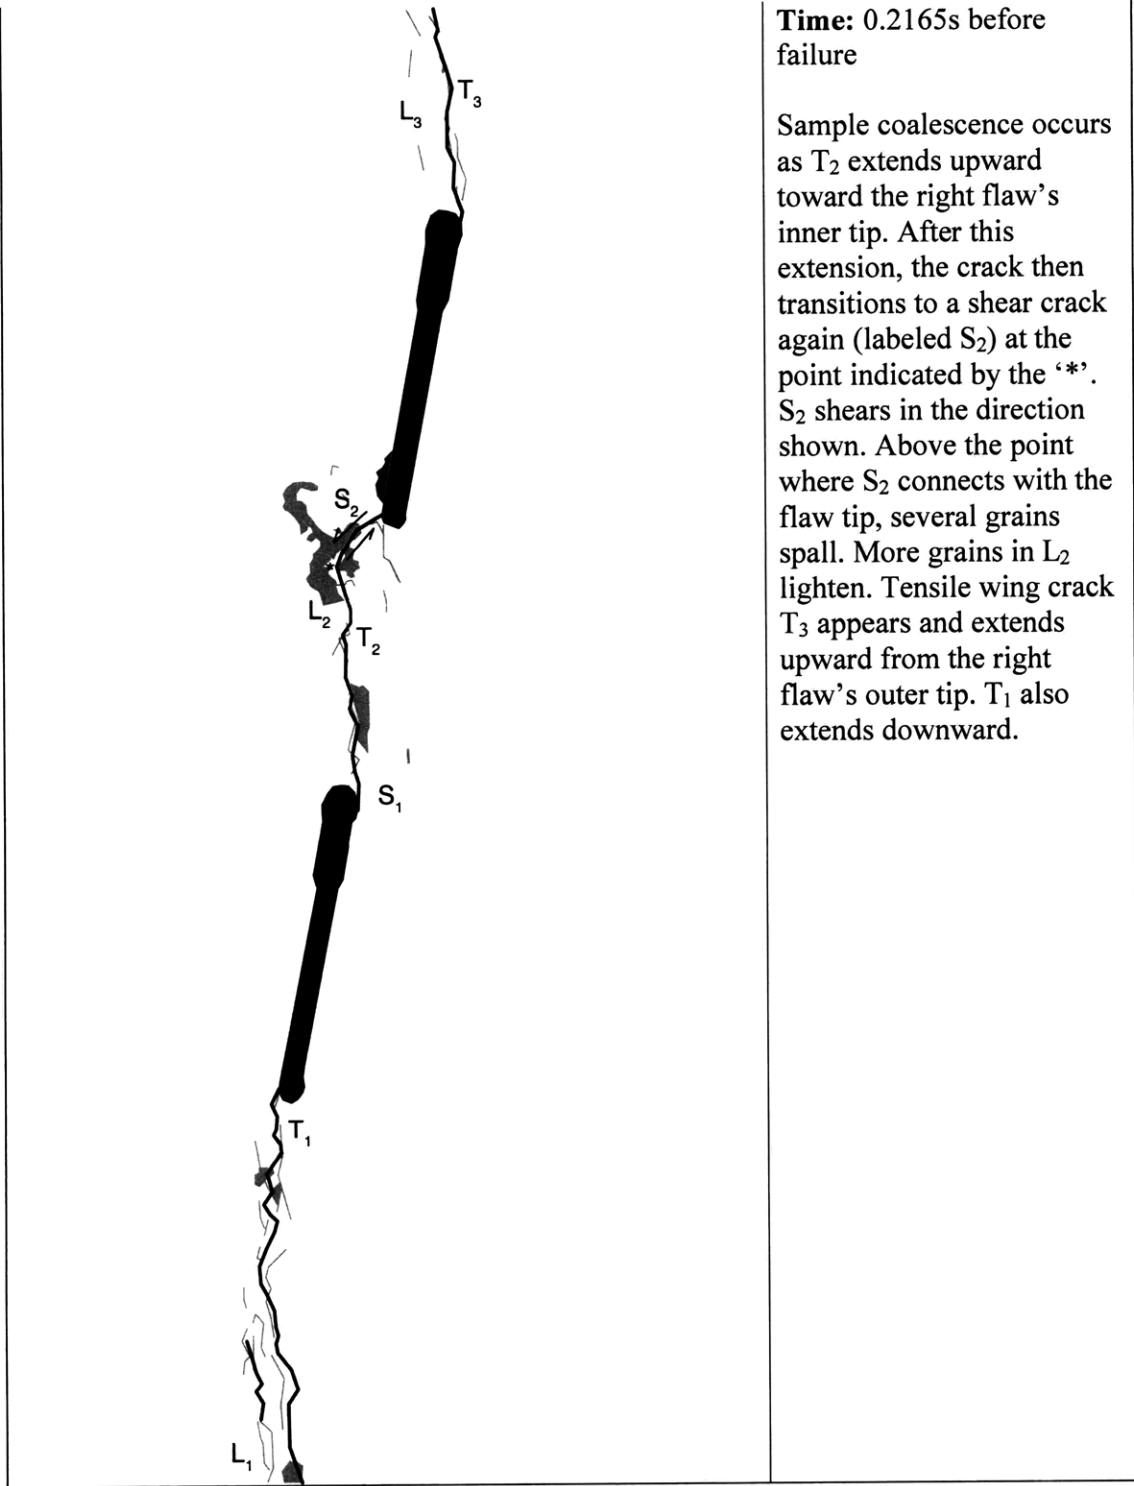 Time: 0.2165s before
failure
Sample coalescence occurs
as T₂ extends upward
toward the right flaw's
inner tip. After this
extension, the crack then
transitions to a shear crack
again (labeled S₂) at the
point indicated by the ‘*’.
S₂ shears in the direction
shown. Above the point
where S₂ connects with the
flaw tip, several grains
spall. More grains in L₂
lighten. Tensile wing crack
T₃ appears and extends
upward from the right
flaw's outer tip. T₁ also
extends downward.
T₃
L₃
S₂
*
L₂
T₂
S₁
T₁
L₁